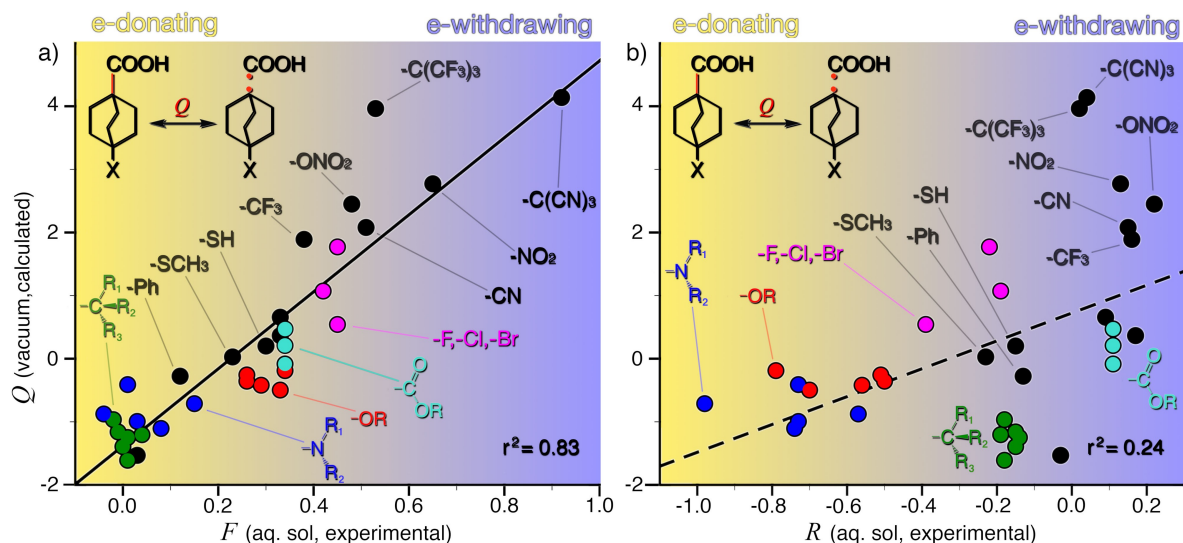 e-donating
e-withdrawing
a)
COOH
COOH
Q
X
X
-C(CF₃)₃
-ONO₂
-CF₃
-SH
-SCH₃
-Ph
-C(CN)₃
-NO₂
-CN
-F,-Cl,-Br
R₁
-C-R₂
R₃
O
-C
OR
-OR
R₁
-N
R₂
r² = 0.83
Q (vacuum, calculated)
4
2
0
-2
0.0
0.2
0.4
0.6
0.8
1.0
F (aq. sol, experimental)
e-donating
e-withdrawing
b)
COOH
COOH
Q
X
X
-C(CN)₃
-C(CF₃)₃
-ONO₂
-NO₂
-SH
-CN
-SCH₃
-Ph
-CF₃
-F,-Cl,-Br
R₁
-N
R₂
-OR
O
-C
OR
R₁
-C-R₂
R₃
r² = 0.24
4
2
0
-2
-1.0
-0.8
-0.6
-0.4
-0.2
0.0
0.2
R (aq. sol, experimental)